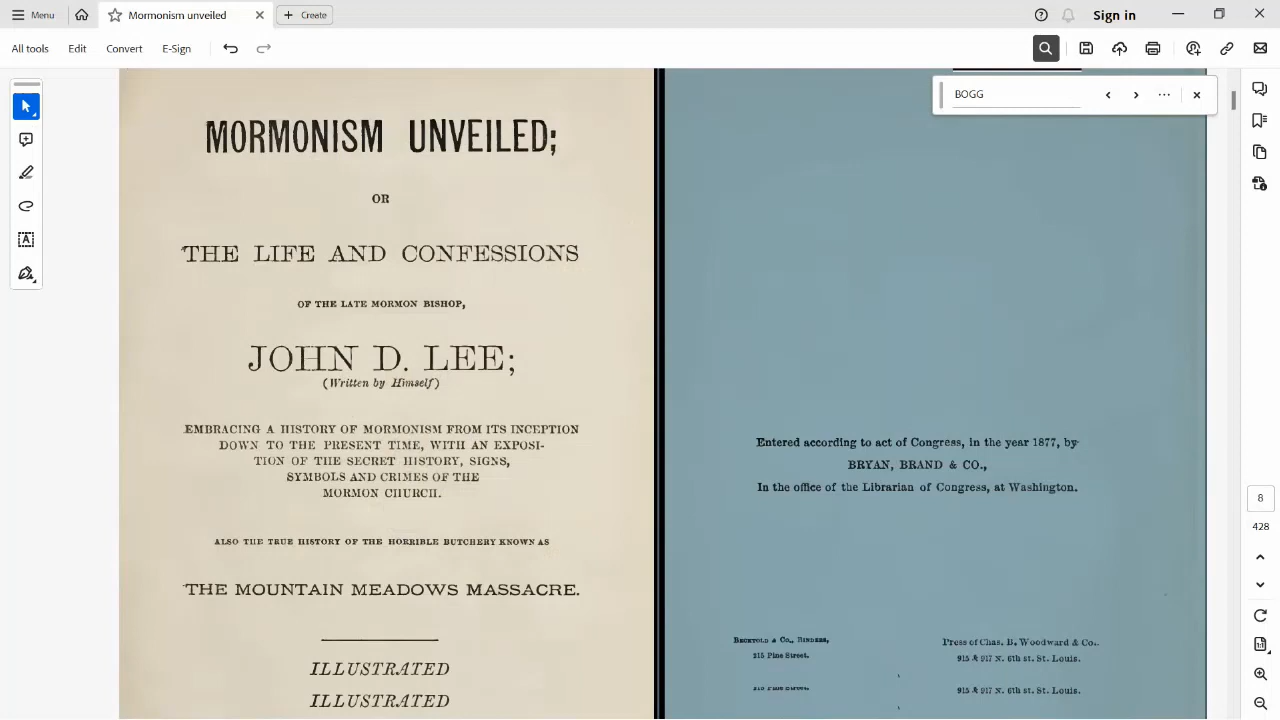 Menu
Mormonism unveiled
Create
Sign in
All tools
Edit
Convert
E-Sign
BOGG
MORMONISM UNVEILED;
OR
THE LIFE AND CONFESSIONS
OF THE LATE MORMON BISHOP,
JOHN D. LEE;
(Written by Himself)
EMBRACING A HISTORY OF MORMONISM FROM ITS INCEPTION
DOWN TO THE PRESENT TIME, WITH AN EXPOSI-
TION OF THE SECRET HISTORY, SIGNS,
SYMBOLS AND CRIMES OF THE
MORMON CHURCH.
ALSO THE TRUE HISTORY OF THE HORRIBLE BUTCHERY KNOWN AS
THE MOUNTAIN MEADOWS MASSACRE.
ILLUSTRATED
ILLUSTRATED
Entered according to act of Congress, in the year 1877, by
BRYAN, BRAND & CO.,
In the office of the Librarian of Congress, at Washington.
BECKTOLD & CO., BINDERS,
215 Pine Street.
215 Pine Street.
Press of Chas. B. Woodward & Co.
915 & 917 N. 6th st. St. Louis.
915 & 917 N. 6th st. St. Louis.
8
428